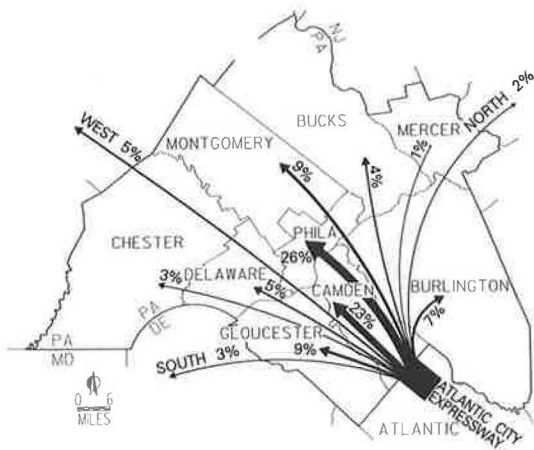 NJ
PA
NORTH 2%
BUCKS
MERCER
WEST 5%
MONTGOMERY
1%
9%
4%
PHILA
26%
CHESTER
3%
DELAWARE
5%
CAMDEN
23%
BURLINGTON
7%
PA
DE
GLOUCESTER
9%
PA
MD
SOUTH 3%
0 6
MILES
ATLANTIC CITY
EXPRESSWAY
ATLANTIC